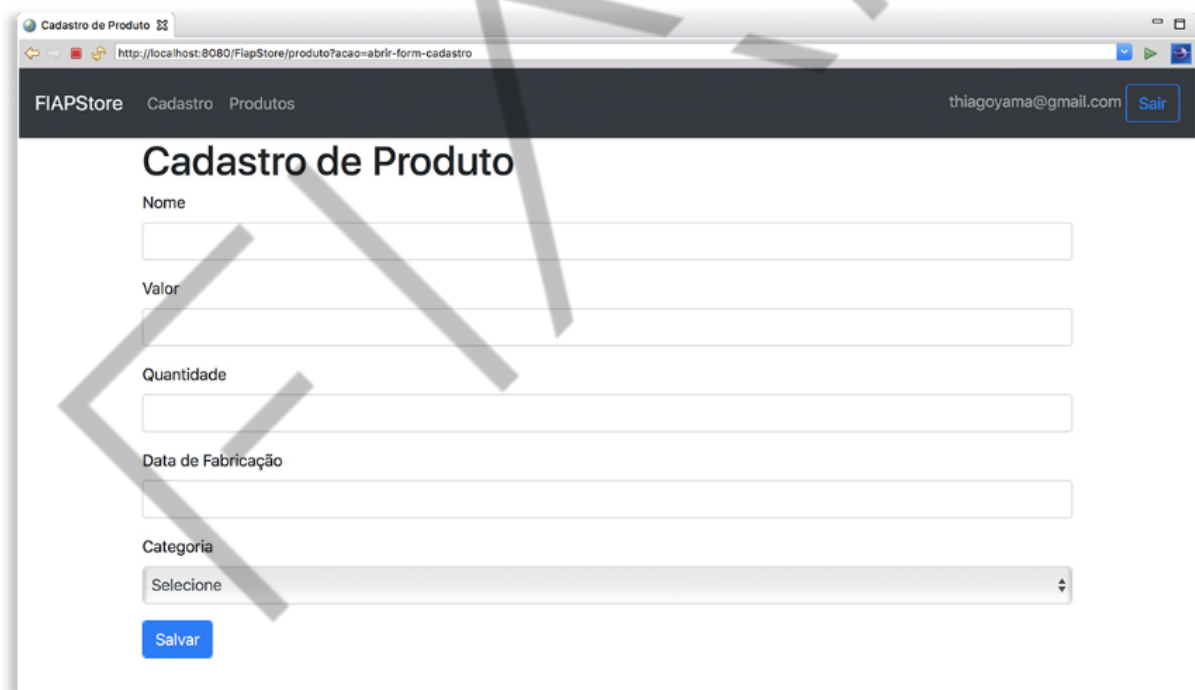 Cadastro de Produto
http://localhost:8080/FiapStore/produto?acao=abrir-form-cadastro
FIAPStore Cadastro Produtos thiagoyama@gmail.com Sair
Cadastro de Produto
Nome
Valor
Quantidade
Data de Fabricação
Categoria
Selecione
Salvar